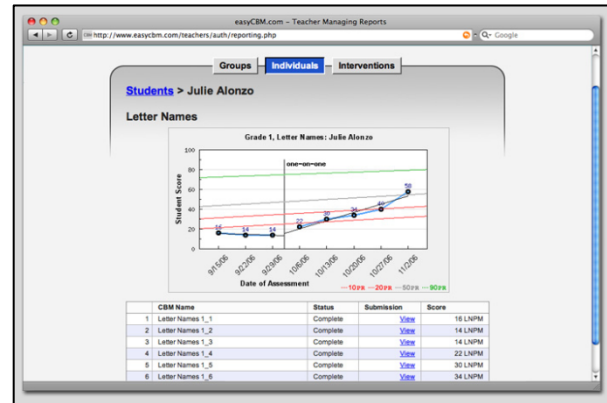 easyCBM.com – Teacher Managing Reports
http://www.easycbm.com/teachers/auth/reporting.php
Google
Groups Individuals Interventions
Students > Julie Alonzo
Letter Names
Grade 1, Letter Names: Julie Alonzo
one-on-one
Student Score
100
80
60
40
20
0
16 14 14 22 30 34 40 58
9/15/06 9/22/06 9/29/06 10/6/06 10/13/06 10/20/06 10/27/06 11/2/06
Date of Assessment
10PR 20PR 50PR 90PR
CBM Name Status Submission Score
1 Letter Names 1_1 Complete View 16 LNPM
2 Letter Names 1_2 Complete View 14 LNPM
3 Letter Names 1_3 Complete View 14 LNPM
4 Letter Names 1_4 Complete View 22 LNPM
5 Letter Names 1_5 Complete View 30 LNPM
6 Letter Names 1_6 Complete View 34 LNPM